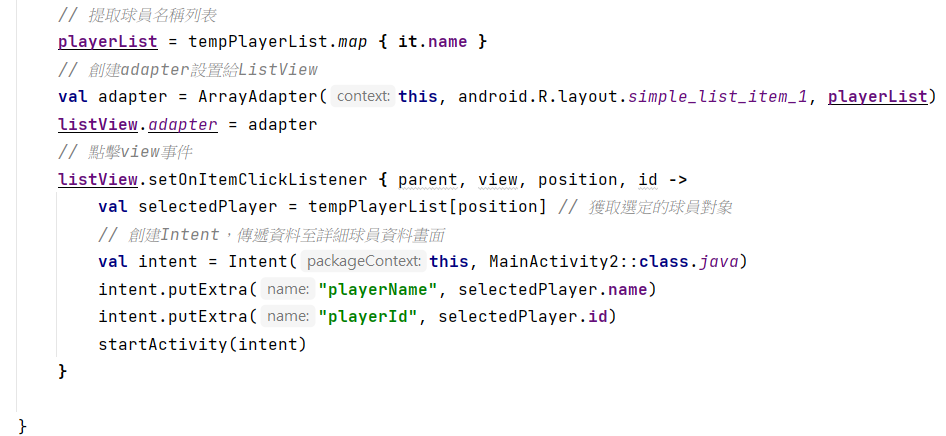 // 提取球員名稱列表
playerList = tempPlayerList.map { it.name }
// 創建adapter設置給ListView
val adapter = ArrayAdapter( context: this, android.R.layout.simple_list_item_1, playerList)
listView.adapter = adapter
// 點擊view事件
listView.setOnItemClickListener { parent, view, position, id ->
val selectedPlayer = tempPlayerList[position] // 獲取選定的球員對象
// 創建Intent，傳遞資料至詳細球員資料畫面
val intent = Intent( packageContext: this, MainActivity2::class.java)
intent.putExtra( name: "playerName", selectedPlayer.name)
intent.putExtra( name: "playerId", selectedPlayer.id)
startActivity(intent)
}
}